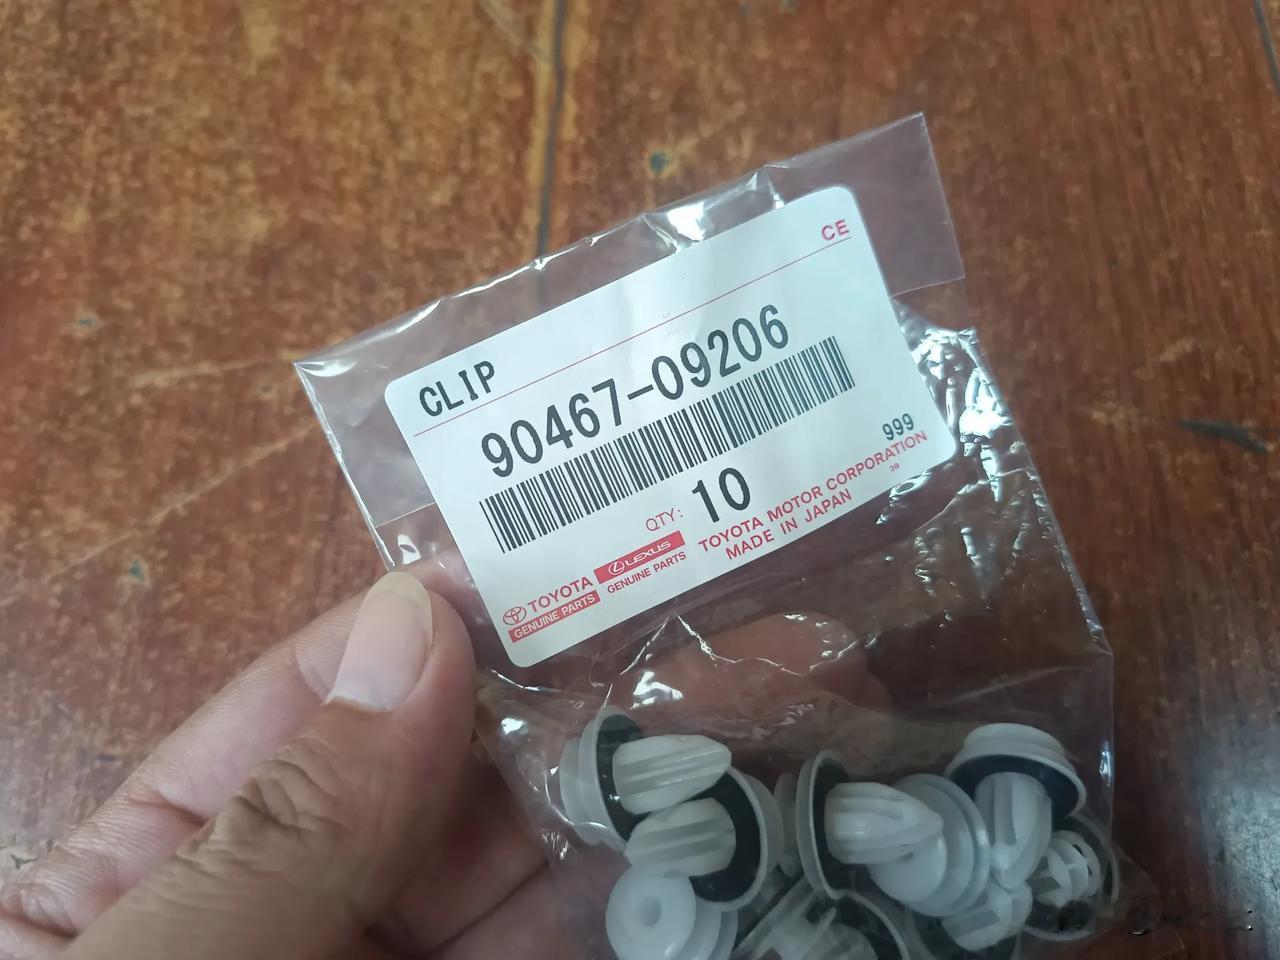 CE
CLIP
90467-09206
QTY: 10
999
TOYOTA GENUINE PARTS
LEXUS GENUINE PARTS
TOYOTA MOTOR CORPORATION
38
MADE IN JAPAN